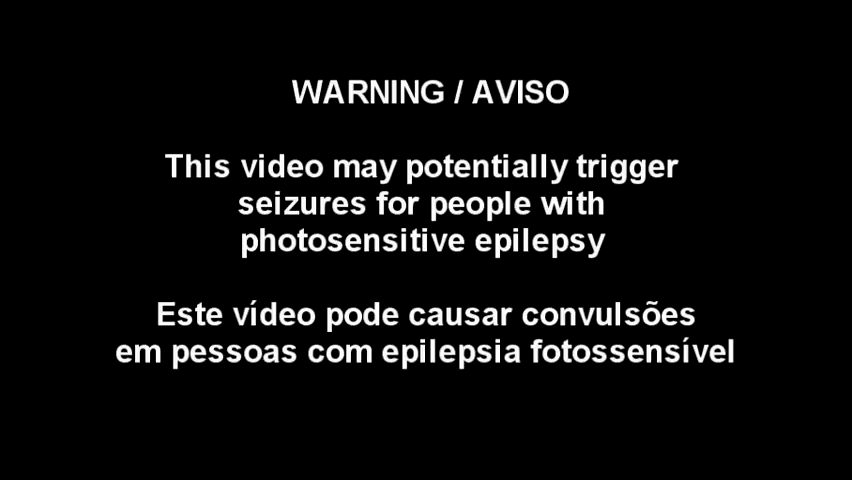 WARNING / AVISO
This video may potentially trigger
seizures for people with
photosensitive epilepsy
Este vídeo pode causar convulsões
em pessoas com epilepsia fotossensível